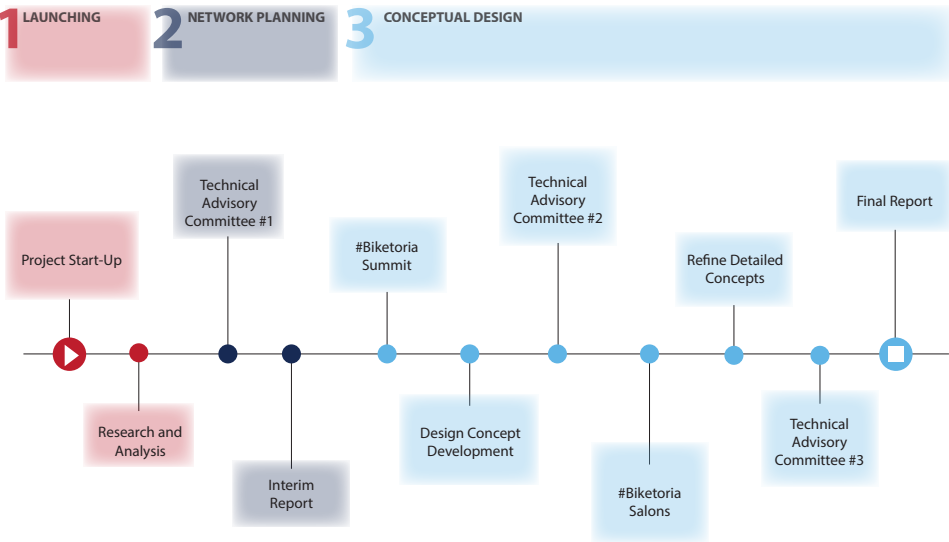 1 LAUNCHING
2 NETWORK PLANNING
3 CONCEPTUAL DESIGN
Project Start-Up
Research and
Analysis
Technical
Advisory
Committee #1
Interim
Report
#Biketoria
Summit
Design Concept
Development
Technical
Advisory
Committee #2
#Biketoria
Salons
Refine Detailed
Concepts
Technical
Advisory
Committee #3
Final Report